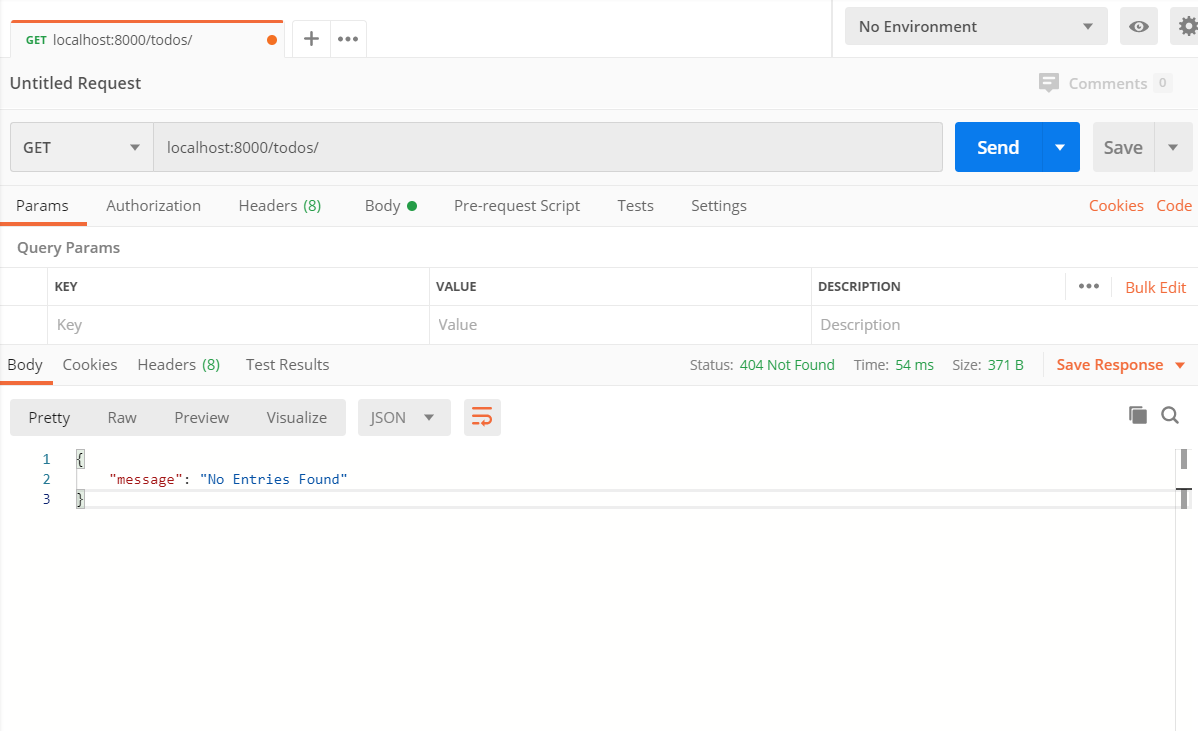 GET localhost:8000/todos/
No Environment
Untitled Request
Comments 0
GET localhost:8000/todos/ Send Save
Params Authorization Headers (8) Body Pre-request Script Tests Settings Cookies Code
Query Params
KEY VALUE DESCRIPTION Bulk Edit
Key Value Description
Body Cookies Headers (8) Test Results Status: 404 Not Found Time: 54 ms Size: 371 B Save Response
Pretty Raw Preview Visualize JSON
1 {
2 "message": "No Entries Found"
3 }